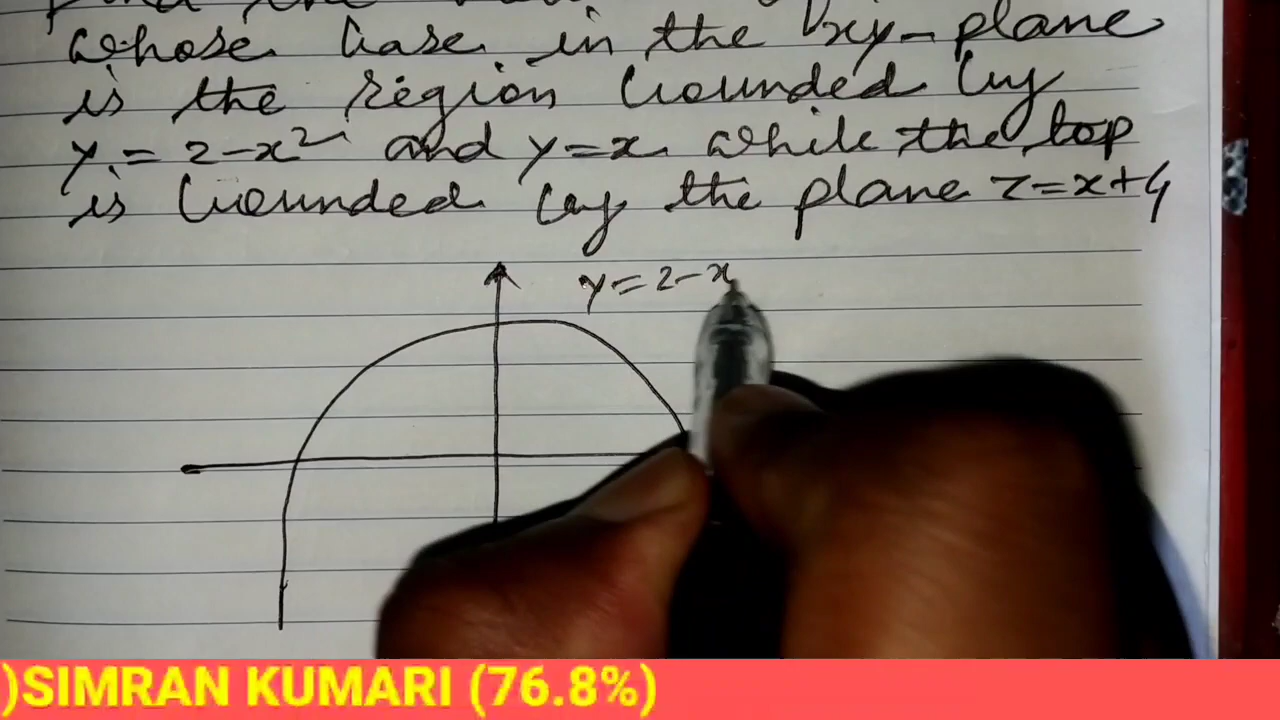 whose base in the xy-plane
is the region bounded by
y = 2-x² and y=x while the top
is bounded by the plane z=x+4
y=2-x
)SIMRAN KUMARI (76.8%)